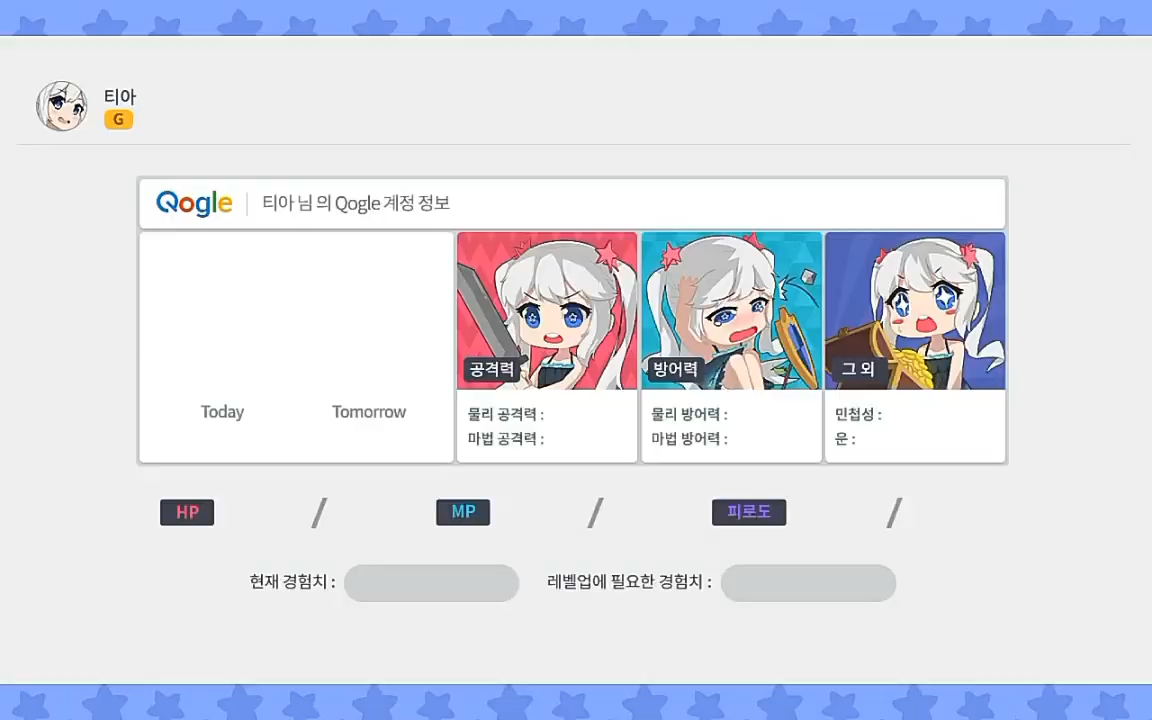 티아
G
Qogle | 티아 님 의 Qogle 계정 정보
Today
Tomorrow
공격력
물리 공격력 :
마법 공격력 :
방어력
물리 방어력 :
마법 방어력 :
그 외
민첩성 :
운 :
HP /
MP /
피로도 /
현재 경험치 :
레벨업에 필요한 경험치 :